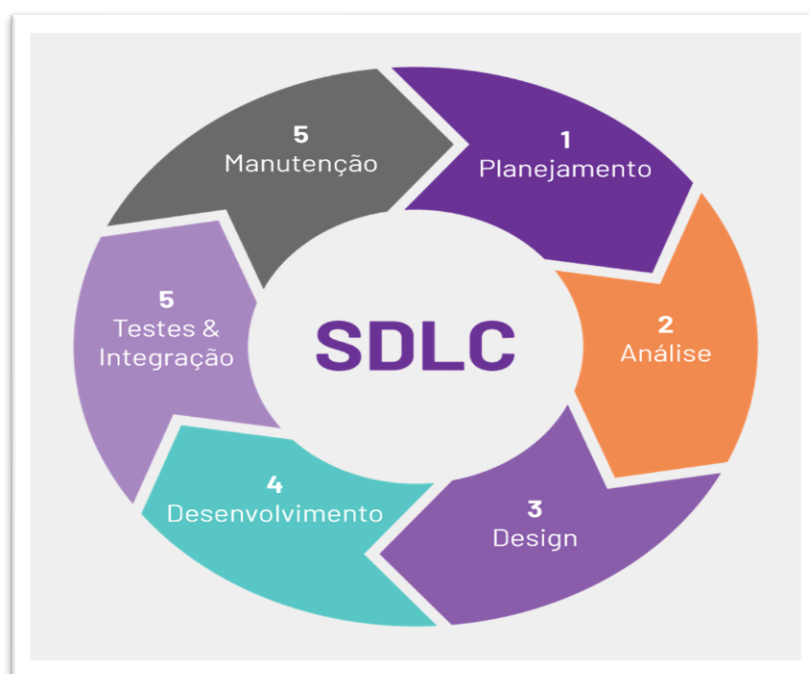 1
Planejamento
2
Análise
3
Design
4
Desenvolvimento
5
Testes &
Integração
5
Manutenção
SDLC